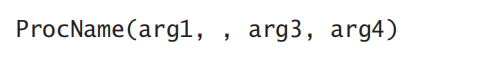 ProcName(arg1, , arg3, arg4)